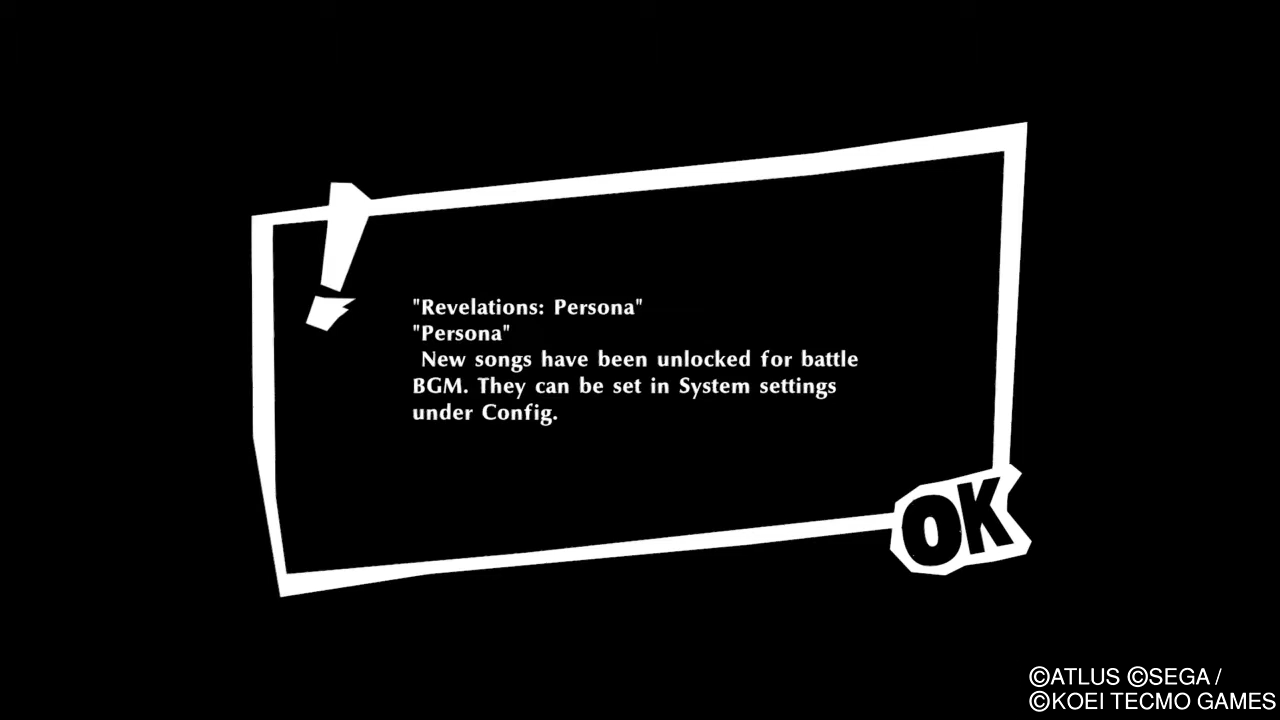 "Revelations: Persona"
"Persona"
New songs have been unlocked for battle
BGM. They can be set in System settings
under Config.
OK
©ATLUS ©SEGA /
©KOEI TECMO GAMES